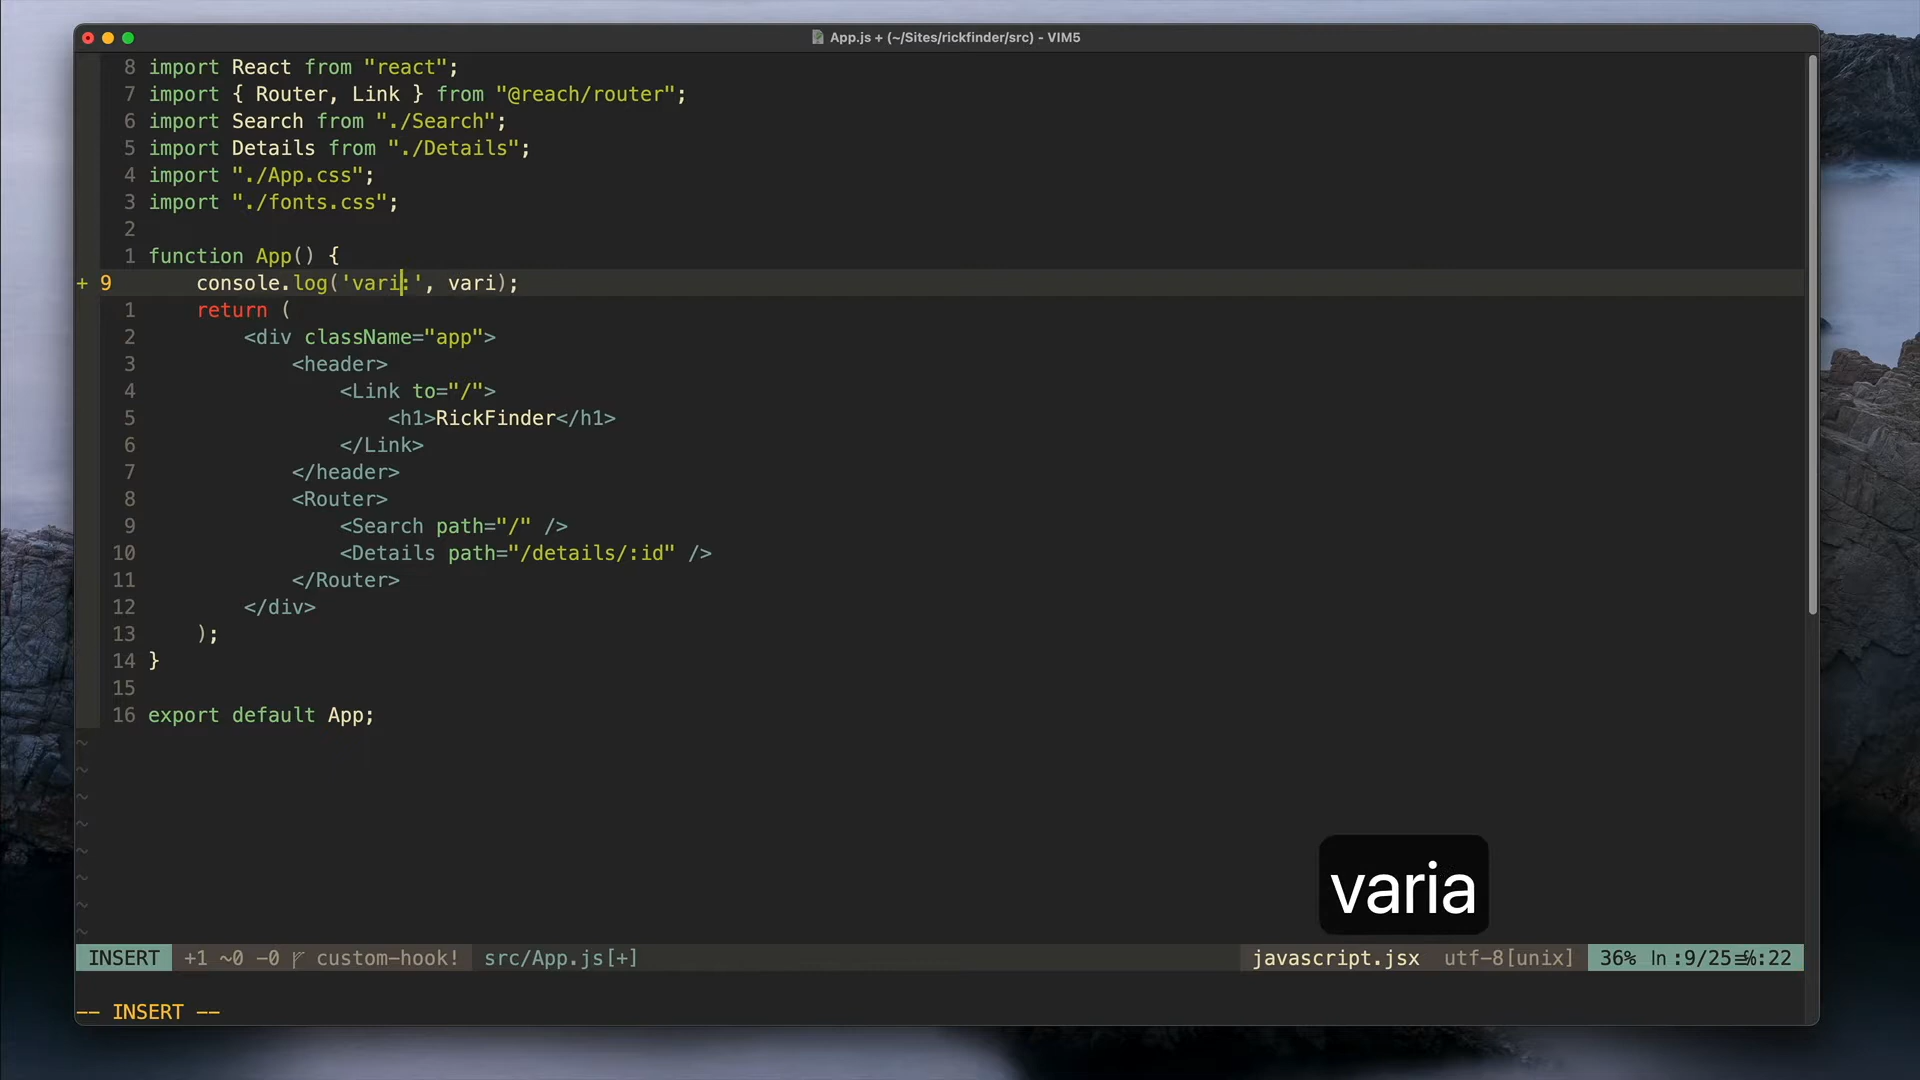 App.js + (~/Sites/rickfinder/src) - VIM5
8 import React from "react";
7 import { Router, Link } from "@reach/router";
6 import Search from "./Search";
5 import Details from "./Details";
4 import "./App.css";
3 import "./fonts.css";
2
1 function App() {
+ 9 console.log('vari:', vari);
1 return (
2 <div className="app">
3 <header>
4 <Link to="/">
5 <h1>RickFinder</h1>
6 </Link>
7 </header>
8 <Router>
9 <Search path="/" />
10 <Details path="/details/:id" />
11 </Router>
12 </div>
13 );
14 }
15
16 export default App;
~
~
~
~
~
~
~
~
varia
INSERT +1 ~0 -0 custom-hook! src/App.js[+] javascript.jsx utf-8[unix] 36% ln :9/25 :22
-- INSERT --